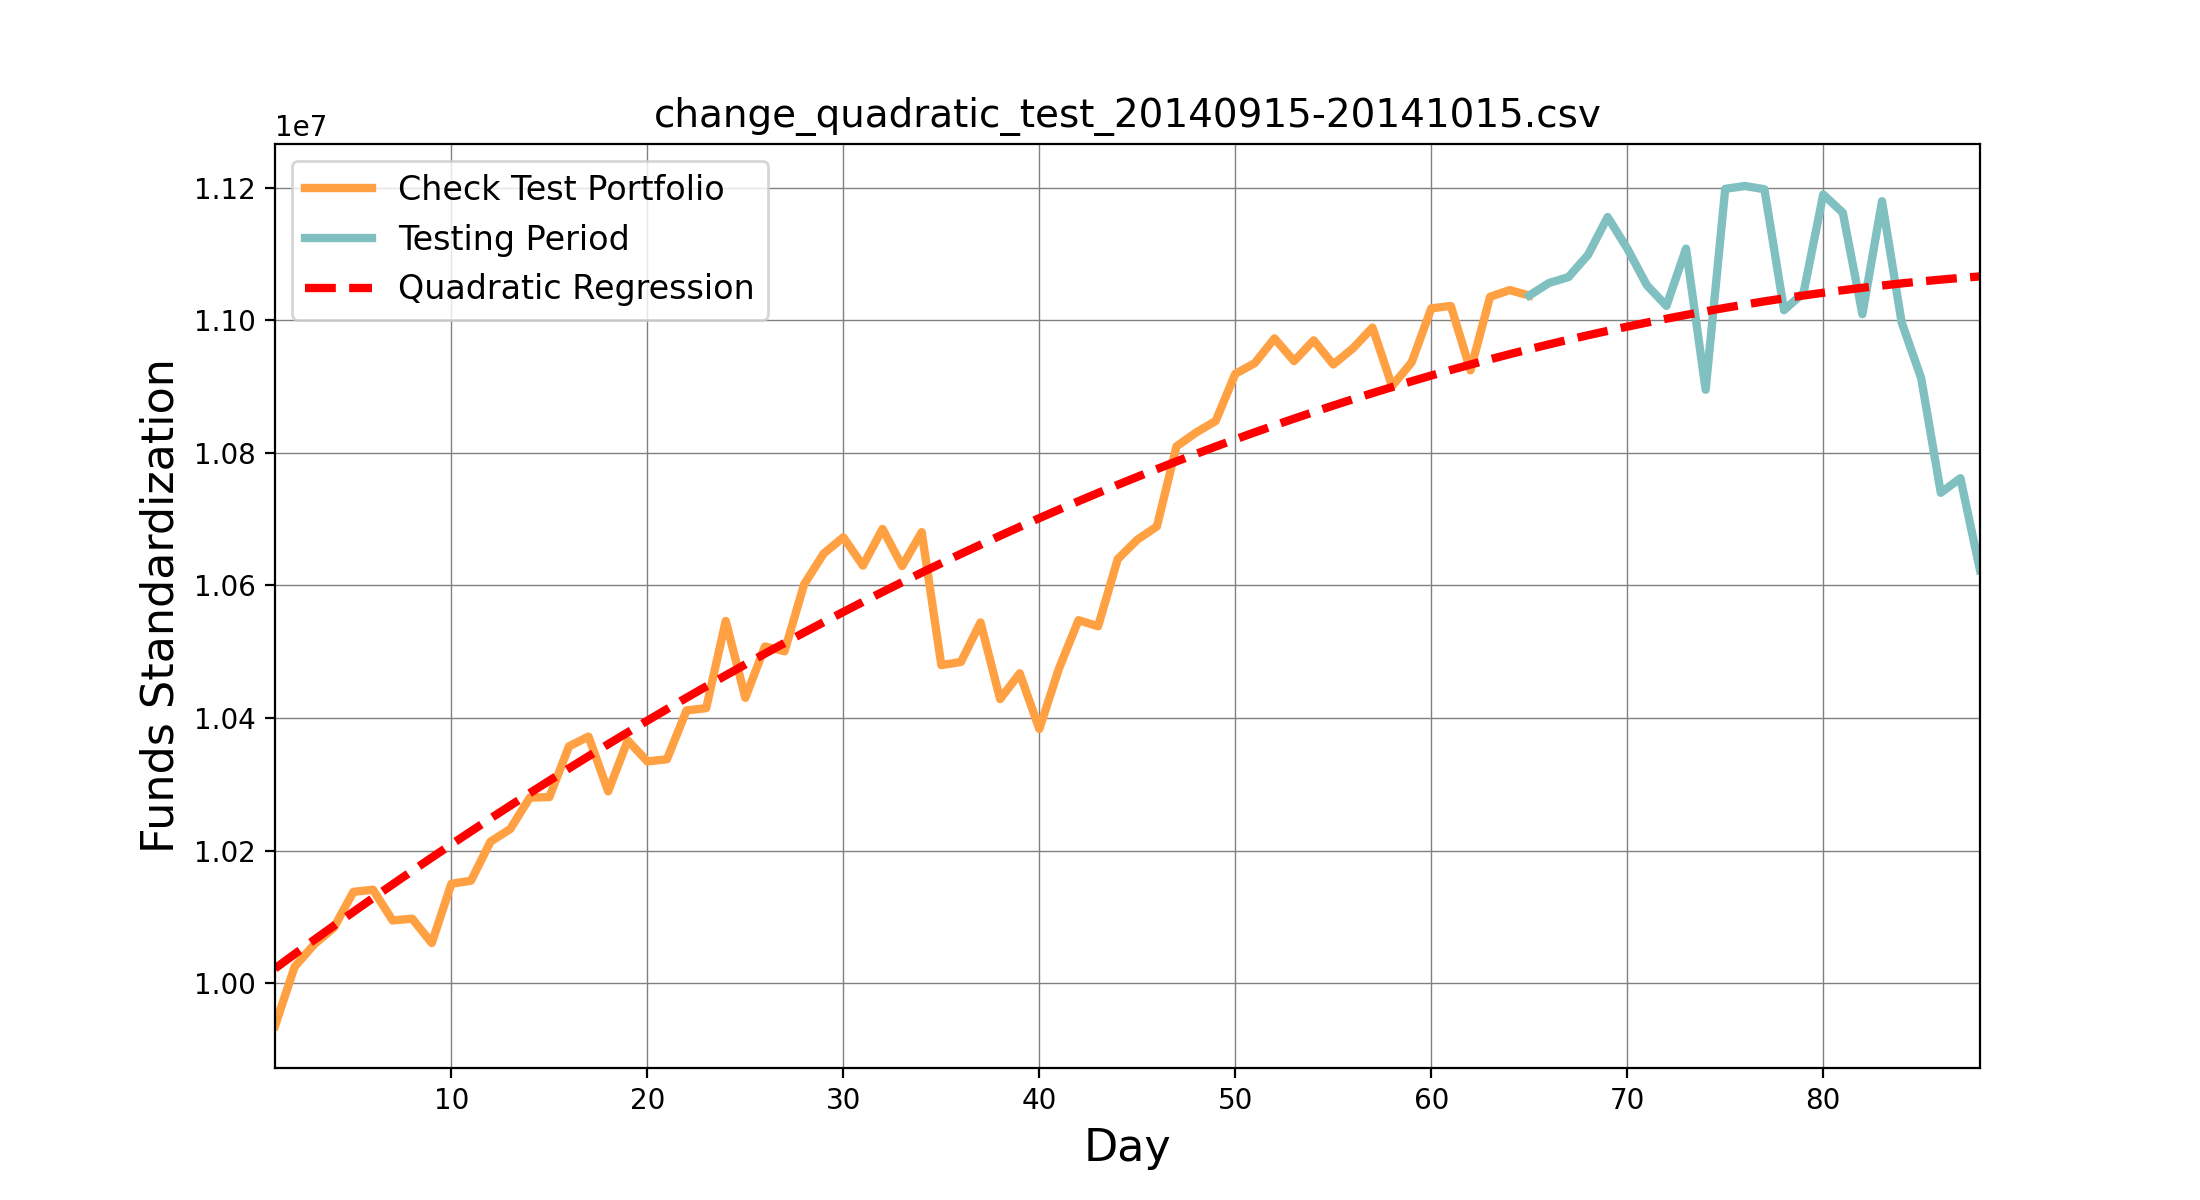 change_quadratic_test_20140915-20141015.csv
1e7
Check Test Portfolio
Testing Period
Quadratic Regression
1.12
1.10
1.08
1.06
1.04
1.02
1.00
Funds Standardization
10 20 30 40 50 60 70 80
Day